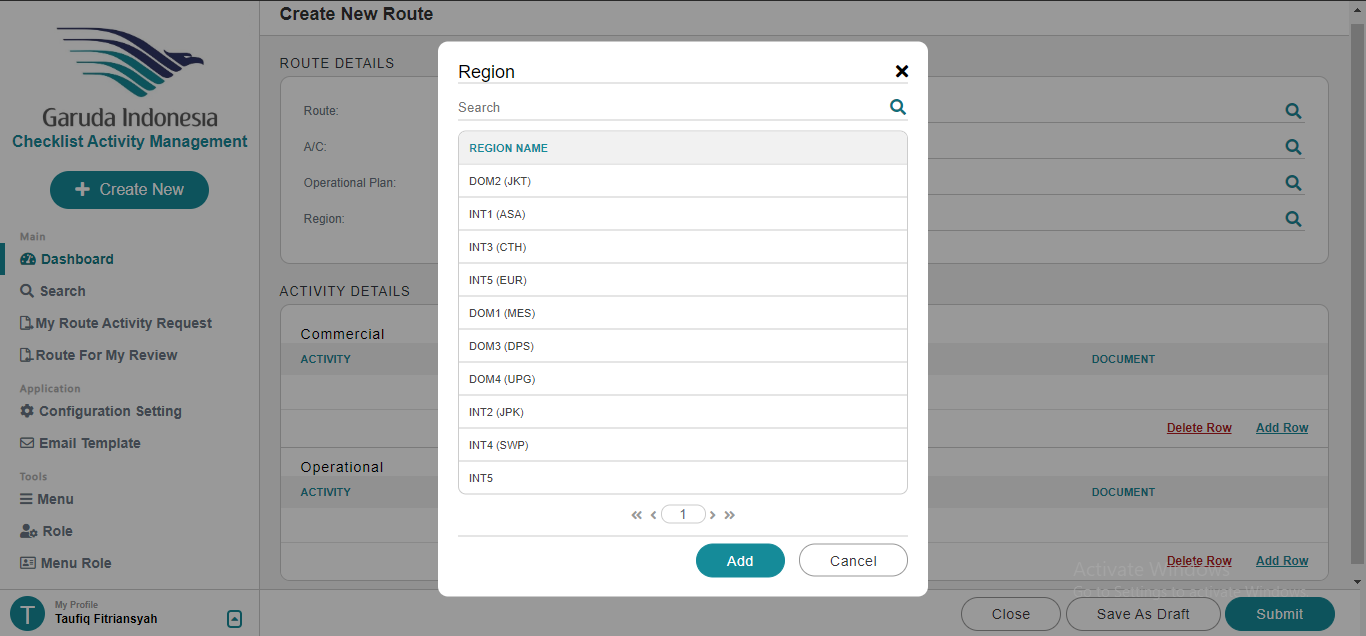 Garuda Indonesia
Checklist Activity Management
Create New
Main
Dashboard
Search
My Route Activity Request
Route For My Review
Application
Configuration Setting
Email Template
Tools
Menu
Role
Menu Role
T
My Profile
Taufiq Fitriansyah
Create New Route
ROUTE DETAILS
Route:
A/C:
Operational Plan:
Region:
ACTIVITY DETAILS
Commercial
ACTIVITY
DOCUMENT
Delete Row Add Row
Operational
ACTIVITY
DOCUMENT
Delete Row Add Row
Region
Search
REGION NAME
DOM2 (JKT)
INT1 (ASA)
INT3 (CTH)
INT5 (EUR)
DOM1 (MES)
DOM3 (DPS)
DOM4 (UPG)
INT2 (JPK)
INT4 (SWP)
INT5
1
Add Cancel
Activate Windows
Go to Settings to activate Windows.
Close Save As Draft Submit